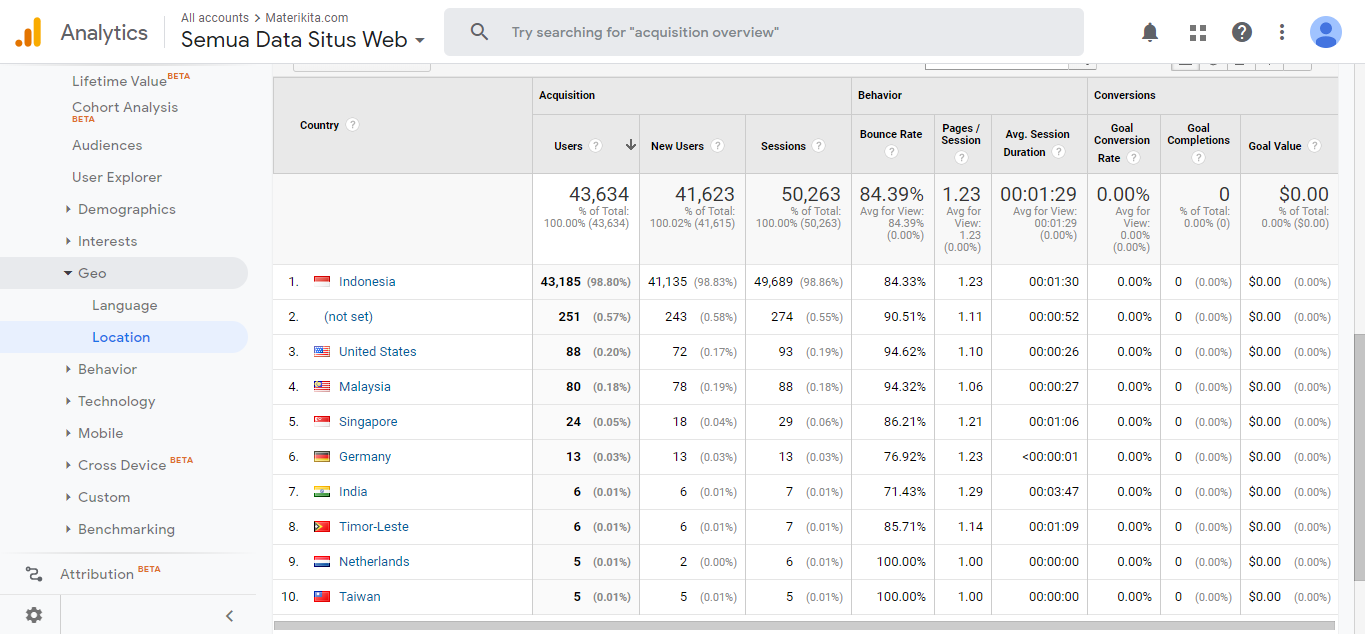 Analytics
All accounts > Materikita.com
Semua Data Situs Web
Try searching for "acquisition overview"
Lifetime Value BETA
Cohort Analysis
BETA
Audiences
User Explorer
Demographics
Interests
Geo
Language
Location
Behavior
Technology
Mobile
Cross Device BETA
Custom
Benchmarking
Attribution BETA
Country
Acquisition
Behavior
Conversions
Users
New Users
Sessions
Bounce Rate
Pages /
Session
Avg. Session
Duration
Goal
Conversion
Rate
Goal
Completions
Goal Value
43,634
% of Total:
100.00% (43,634)
41,623
% of Total:
100.02% (41,615)
50,263
% of Total:
100.00% (50,263)
84.39%
Avg for View:
84.39%
(0.00%)
1.23
Avg for
View:
1.23
(0.00%)
00:01:29
Avg for View:
00:01:29
(0.00%)
0.00%
Avg for
View:
0.00%
(0.00%)
0
% of Total:
0.00% (0)
$0.00
% of Total:
0.00% ($0.00)
1. Indonesia 43,185 (98.80%) 41,135 (98.83%) 49,689 (98.86%) 84.33% 1.23 00:01:30 0.00% 0 (0.00%) $0.00 (0.00%)
2. (not set) 251 (0.57%) 243 (0.58%) 274 (0.55%) 90.51% 1.11 00:00:52 0.00% 0 (0.00%) $0.00 (0.00%)
3. United States 88 (0.20%) 72 (0.17%) 93 (0.19%) 94.62% 1.10 00:00:26 0.00% 0 (0.00%) $0.00 (0.00%)
4. Malaysia 80 (0.18%) 78 (0.19%) 88 (0.18%) 94.32% 1.06 00:00:27 0.00% 0 (0.00%) $0.00 (0.00%)
5. Singapore 24 (0.05%) 18 (0.04%) 29 (0.06%) 86.21% 1.21 00:01:06 0.00% 0 (0.00%) $0.00 (0.00%)
6. Germany 13 (0.03%) 13 (0.03%) 13 (0.03%) 76.92% 1.23 <00:00:01 0.00% 0 (0.00%) $0.00 (0.00%)
7. India 6 (0.01%) 6 (0.01%) 7 (0.01%) 71.43% 1.29 00:03:47 0.00% 0 (0.00%) $0.00 (0.00%)
8. Timor-Leste 6 (0.01%) 6 (0.01%) 7 (0.01%) 85.71% 1.14 00:01:09 0.00% 0 (0.00%) $0.00 (0.00%)
9. Netherlands 5 (0.01%) 2 (0.00%) 6 (0.01%) 100.00% 1.00 00:00:00 0.00% 0 (0.00%) $0.00 (0.00%)
10. Taiwan 5 (0.01%) 5 (0.01%) 5 (0.01%) 100.00% 1.00 00:00:00 0.00% 0 (0.00%) $0.00 (0.00%)